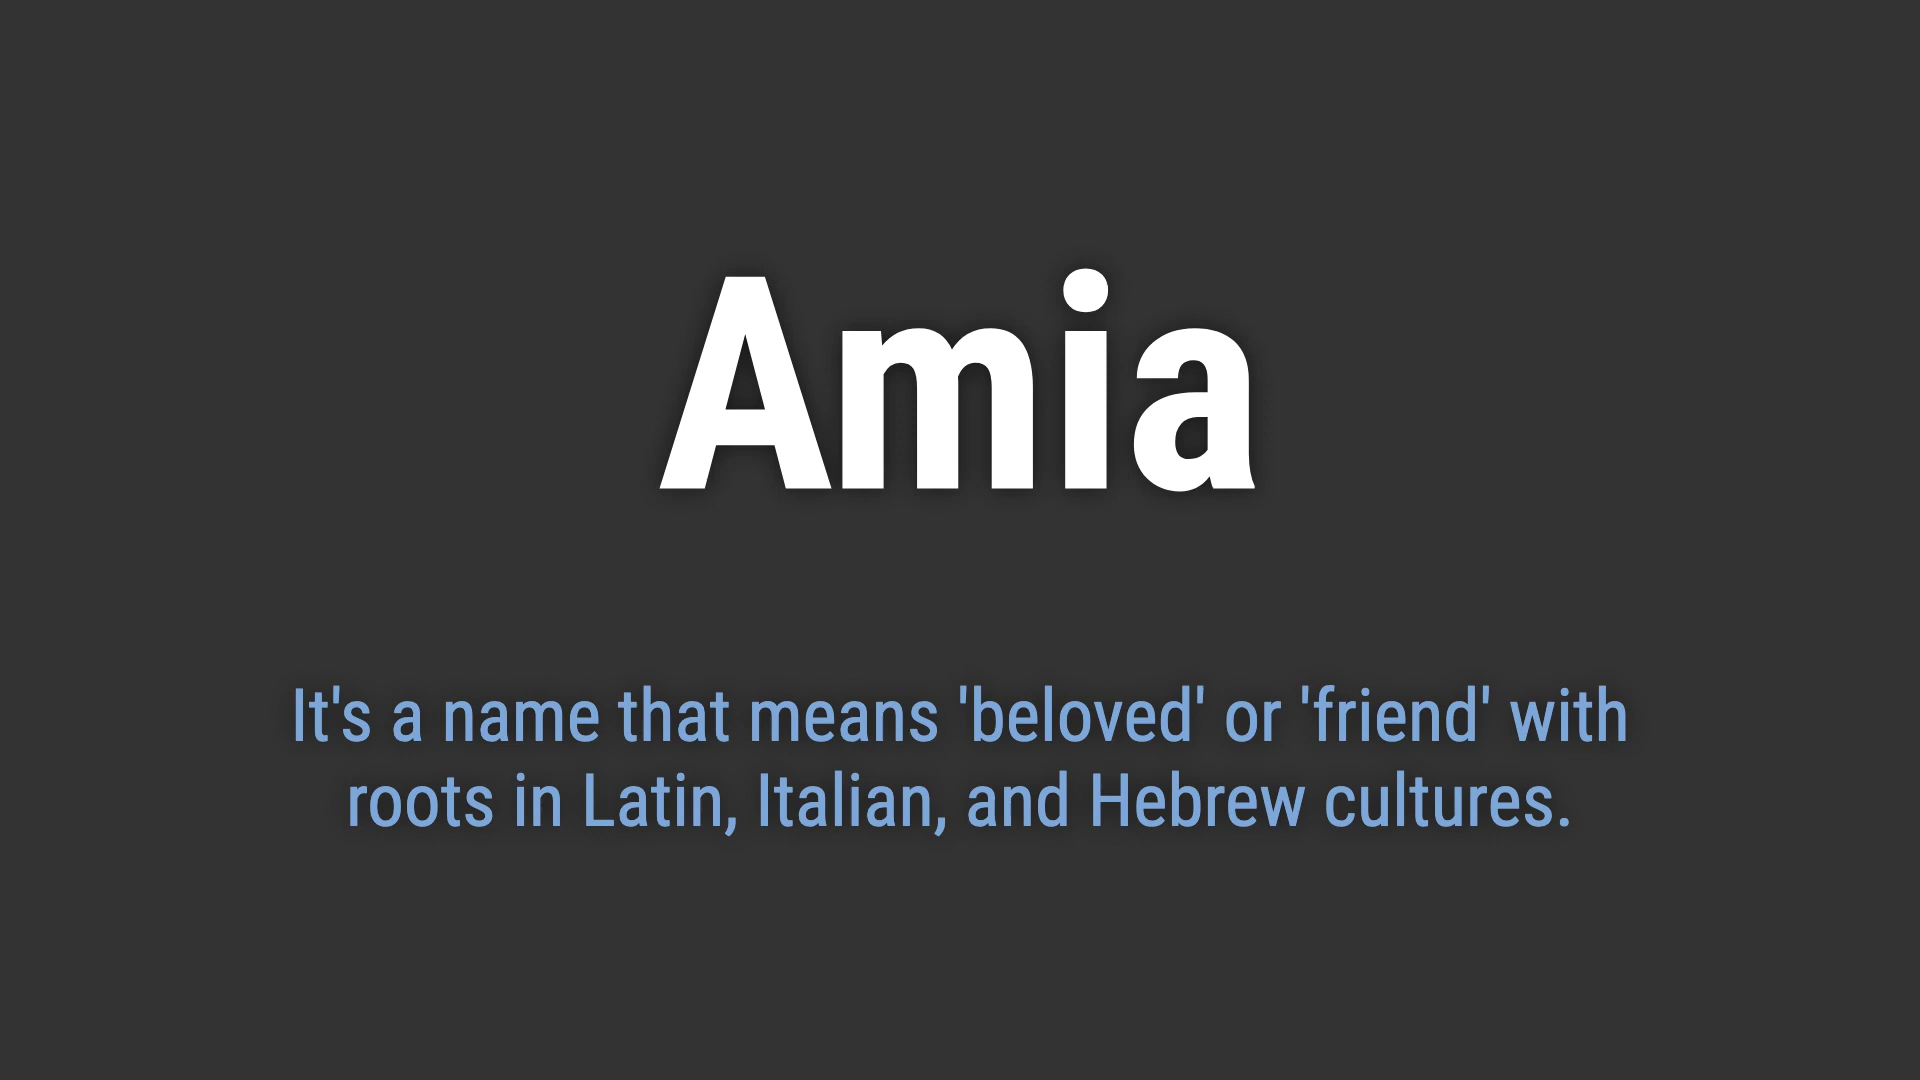 Amia
It's a name that means 'beloved' or 'friend' with
roots in Latin, Italian, and Hebrew cultures.